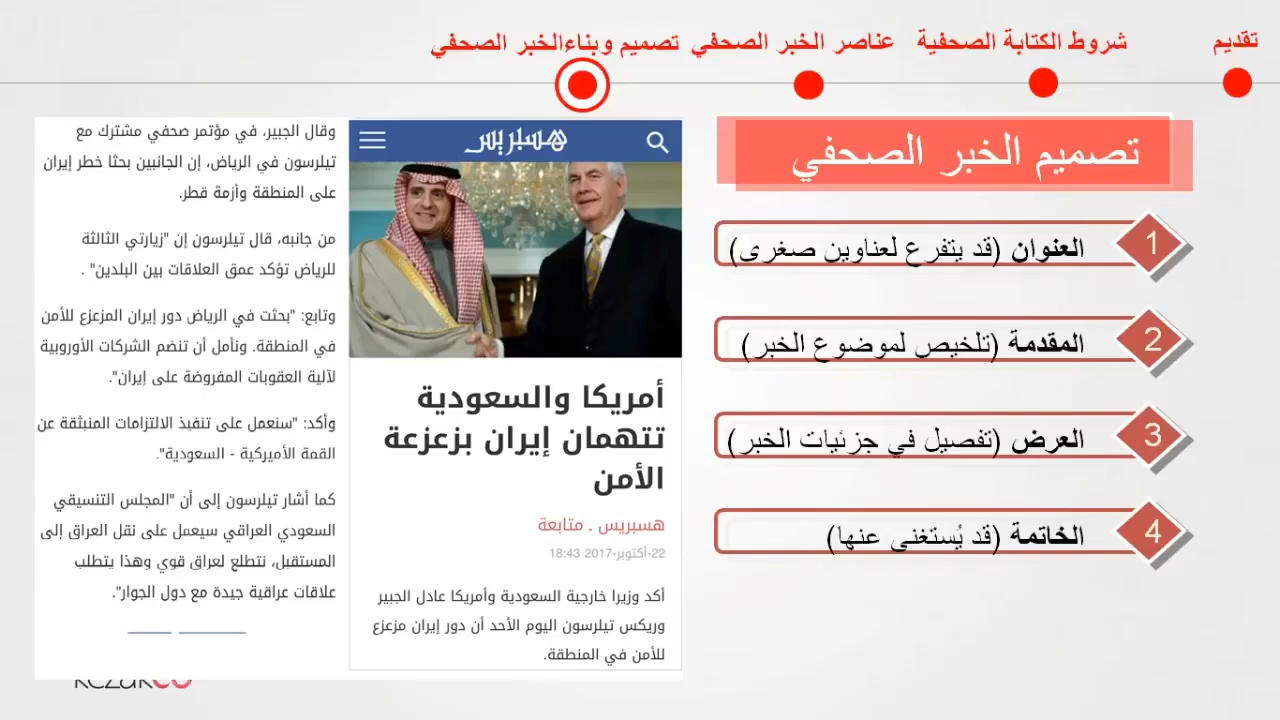 تقديم
شروط الكتابة الصحفية
عناصر الخبر الصحفي
تصميم وبناءالخبر الصحفي
تصميم الخبر الصحفي
1
العنوان (قد يتفرع لعناوين صغرى)
2
المقدمة (تلخيص لموضوع الخبر)
3
العرض (تفصيل في جزئيات الخبر)
4
الخاتمة (قد يُستغنى عنها)
هسبريس
أمريكا والسعودية
تتهمان إيران بزعزعة
الأمن
هسبريس ـ متابعة
22-أكتوبر-2017 18:43
أكد وزيرا خارجية السعودية وأمريكا عادل الجبير
وريكس تيلرسون اليوم الأحد أن دور إيران مزعزع
للأمن في المنطقة.
وقال الجبير، في مؤتمر صحفي مشترك مع
تيلرسون في الرياض، إن الجانبين بحثا خطر إيران
على المنطقة وأزمة قطر.
من جانبه، قال تيلرسون إن "زيارتي الثالثة
للرياض تؤكد عمق العلاقات بين البلدين" .
وتابع: "بحثت في الرياض دور إيران المزعزع للأمن
في المنطقة. ونأمل أن تنضم الشركات الأوروبية
لآلية العقوبات المفروضة على إيران".
وأكد: "سنعمل على تنفيذ الالتزامات المنبثقة عن
القمة الأميركية - السعودية".
كما أشار تيلرسون إلى أن "المجلس التنسيقي
السعودي العراقي سيعمل على نقل العراق إلى
المستقبل، نتطلع لعراق قوي وهذا يتطلب
علاقات عراقية جيدة مع دول الجوار".